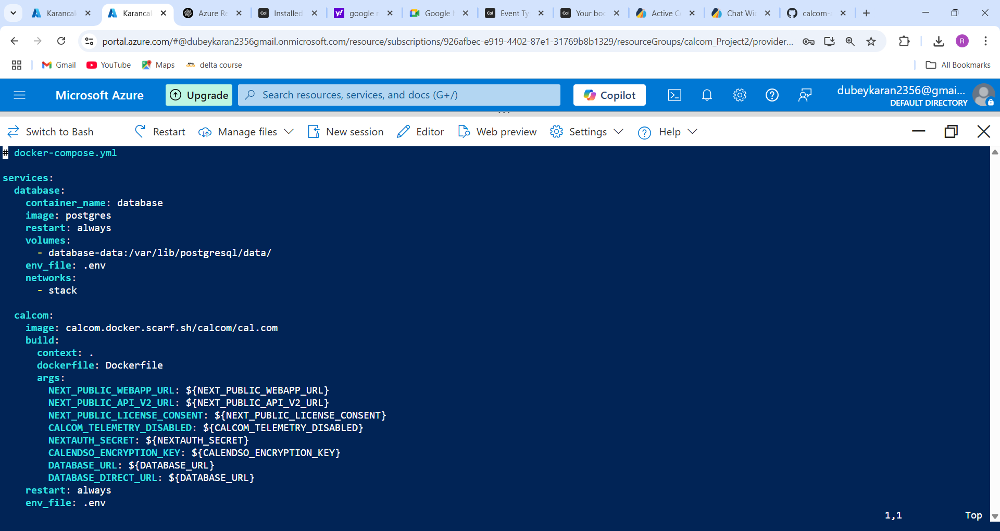 Karancal
Karancal
Azure Re
Installed
google r
Google
Event Ty
Your boo
Active C
Chat Wi
calcom-
portal.azure.com/#@dubeykaran2356gmail.onmicrosoft.com/resource/subscriptions/926afbec-e919-4402-87e1-31769b8b1329/resourceGroups/calcom_Project2/provider...
R
Gmail
YouTube
Maps
delta course
All Bookmarks
Microsoft Azure
Upgrade
Search resources, services, and docs (G+/)
Copilot
dubeykaran2356@gmai...
DEFAULT DIRECTORY
Switch to Bash
Restart
Manage files
New session
Editor
Web preview
Settings
Help
# docker-compose.yml
services:
  database:
    container_name: database
    image: postgres
    restart: always
    volumes:
      - database-data:/var/lib/postgresql/data/
    env_file: .env
    networks:
      - stack
  calcom:
    image: calcom.docker.scarf.sh/calcom/cal.com
    build:
      context: .
      dockerfile: Dockerfile
      args:
        NEXT_PUBLIC_WEBAPP_URL: ${NEXT_PUBLIC_WEBAPP_URL}
        NEXT_PUBLIC_API_V2_URL: ${NEXT_PUBLIC_API_V2_URL}
        NEXT_PUBLIC_LICENSE_CONSENT: ${NEXT_PUBLIC_LICENSE_CONSENT}
        CALCOM_TELEMETRY_DISABLED: ${CALCOM_TELEMETRY_DISABLED}
        NEXTAUTH_SECRET: ${NEXTAUTH_SECRET}
        CALENDSO_ENCRYPTION_KEY: ${CALENDSO_ENCRYPTION_KEY}
        DATABASE_URL: ${DATABASE_URL}
        DATABASE_DIRECT_URL: ${DATABASE_URL}
    restart: always
    env_file: .env
1,1 Top